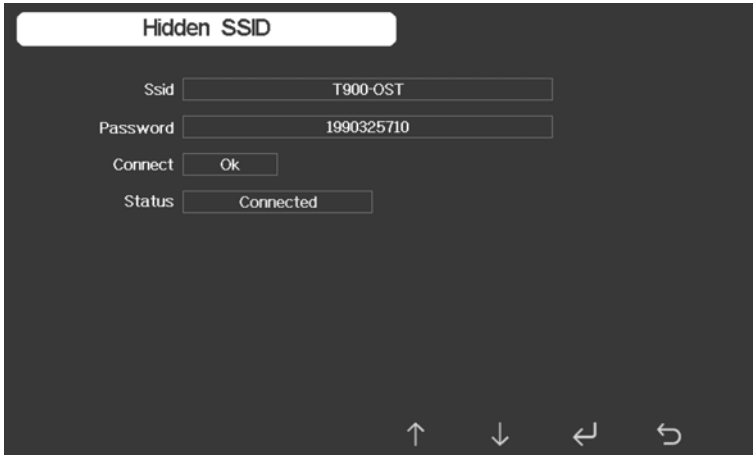 Hidden SSID
Ssid T900-OST
Password 1990325710
Connect Ok
Status Connected